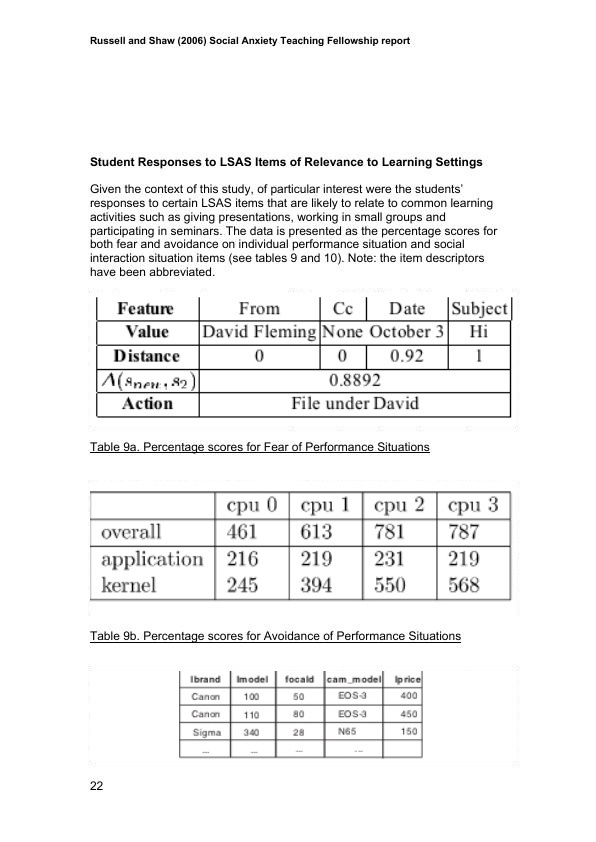 Russell and Shaw (2006) Social Anxiety Teaching Fellowship report
Student Responses to LSAS Items of Relevance to Learning Settings
Given the context of this study, of particular interest were the students’
responses to certain LSAS items that are likely to relate to common learning
activities such as giving presentations, working in small groups and
participating in seminars. The data is presented as the percentage scores for
both fear and avoidance on individual performance situation and social
interaction situation items (see tables 9 and 10). Note: the item descriptors
have been abbreviated.
Feature From Cc Date Subject
Value David Fleming None October 3 Hi
Distance 0 0 0.92 1
Λ(s_new, s_2) 0.8892
Action File under David
Table 9a. Percentage scores for Fear of Performance Situations
cpu 0 cpu 1 cpu 2 cpu 3
overall 461 613 781 787
application 216 219 231 219
kernel 245 394 550 568
Table 9b. Percentage scores for Avoidance of Performance Situations
lbrand lmodel focald cam_model lprice
Canon 100 50 EOS-3 400
Canon 110 80 EOS-3 450
Sigma 340 28 N65 150
... ... ... ...
22